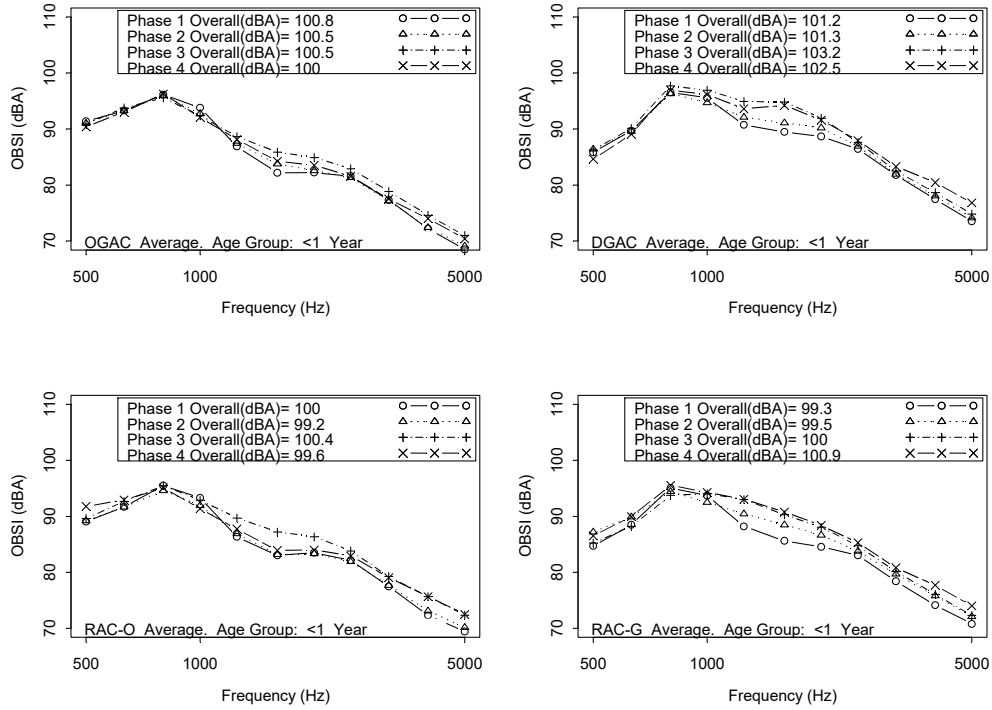 Phase 1 Overall(dBA)= 100.8
Phase 2 Overall(dBA)= 100.5
Phase 3 Overall(dBA)= 100.5
Phase 4 Overall(dBA)= 100
110
100
90
80
70
OBSI (dBA)
OGAC Average. Age Group: <1 Year
500 1000 5000
Frequency (Hz)
Phase 1 Overall(dBA)= 101.2
Phase 2 Overall(dBA)= 101.3
Phase 3 Overall(dBA)= 103.2
Phase 4 Overall(dBA)= 102.5
110
100
90
80
70
OBSI (dBA)
DGAC Average. Age Group: <1 Year
500 1000 5000
Frequency (Hz)
Phase 1 Overall(dBA)= 100
Phase 2 Overall(dBA)= 99.2
Phase 3 Overall(dBA)= 100.4
Phase 4 Overall(dBA)= 99.6
110
100
90
80
70
OBSI (dBA)
RAC-O Average. Age Group: <1 Year
500 1000 5000
Frequency (Hz)
Phase 1 Overall(dBA)= 99.3
Phase 2 Overall(dBA)= 99.5
Phase 3 Overall(dBA)= 100
Phase 4 Overall(dBA)= 100.9
110
100
90
80
70
OBSI (dBA)
RAC-G Average. Age Group: <1 Year
500 1000 5000
Frequency (Hz)